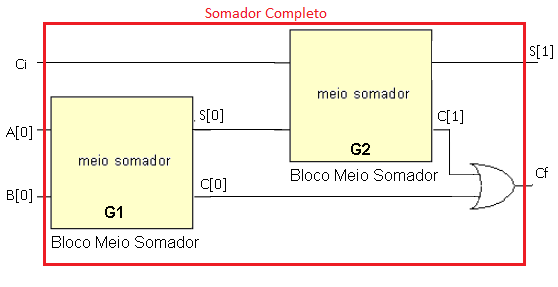 Somador Completo
S[1]
Ci
meio somador
S[0]
C[1]
A[0]
G2
meio somador
Bloco Meio Somador
Cf
C[0]
B[0]
G1
Bloco Meio Somador